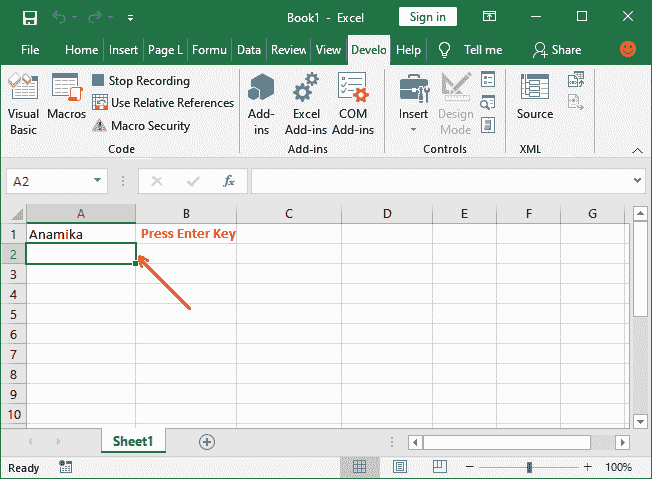 Book1 - Excel
Sign in
File Home Insert Page L Formu Data Review View Develo Help Tell me Share
Visual Basic
Macros
Stop Recording
Use Relative References
Macro Security
Code
Add-ins
Excel Add-ins
COM Add-ins
Add-ins
Insert
Design Mode
Controls
Source
XML
A2
fx
A B C D E F G
1 Anamika Press Enter Key
2
3
4
5
6
7
8
9
10
Sheet1
Ready
100%